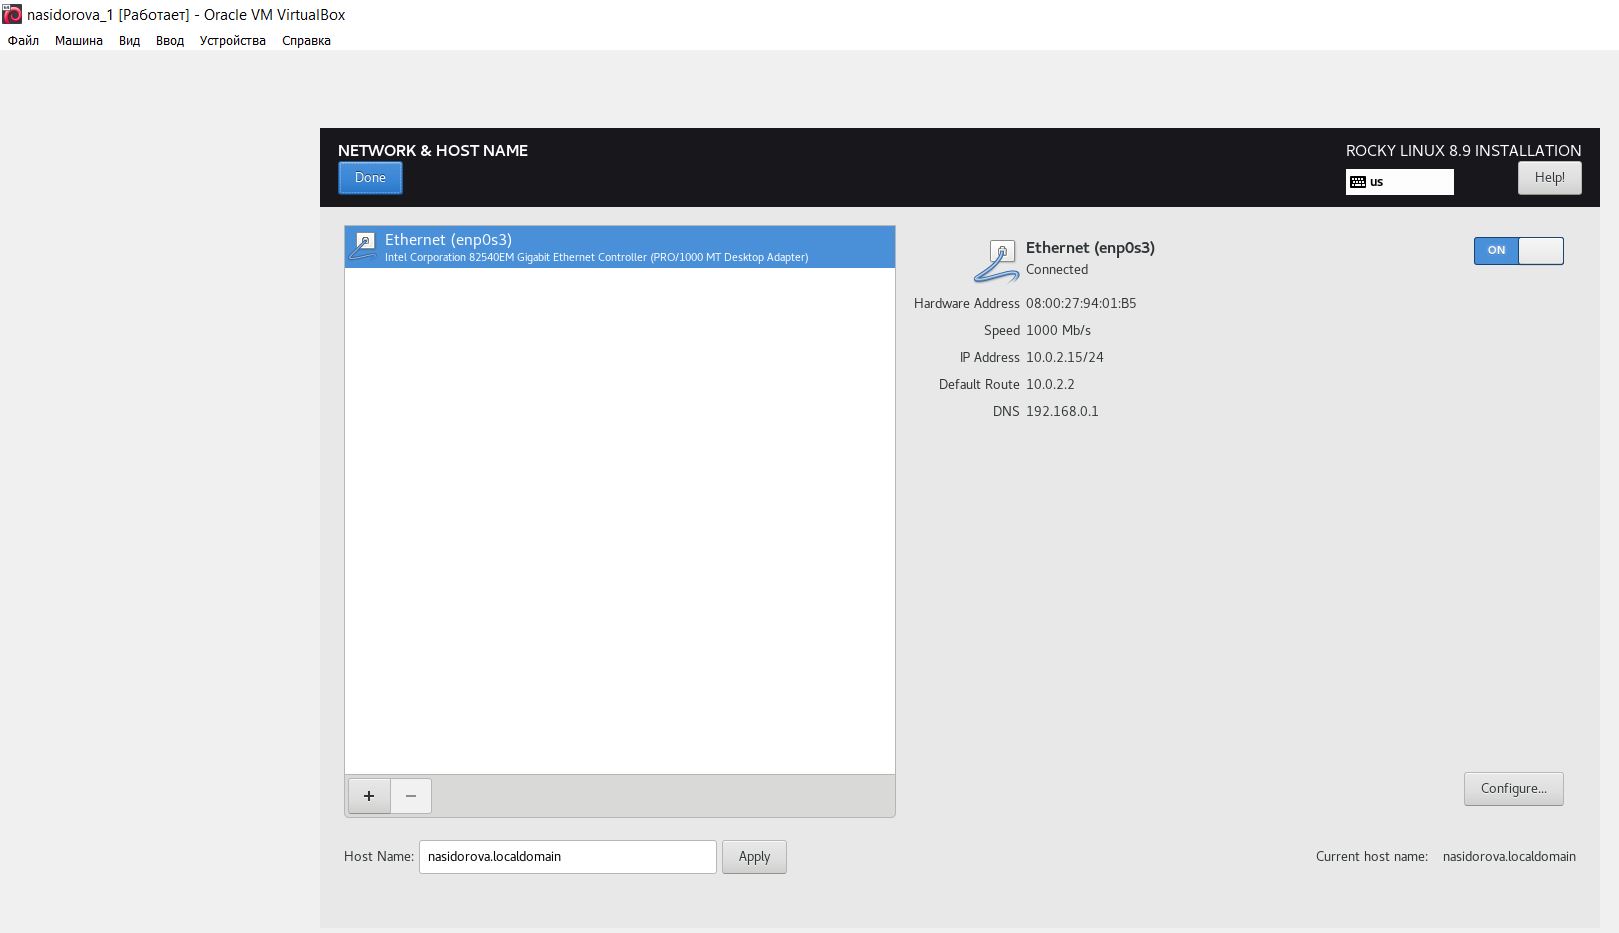 nasidorova_1 [Работает] - Oracle VM VirtualBox
Файл Машина Вид Ввод Устройства Справка
NETWORK & HOST NAME
ROCKY LINUX 8.9 INSTALLATION
Done
us
Help!
Ethernet (enp0s3)
Intel Corporation 82540EM Gigabit Ethernet Controller (PRO/1000 MT Desktop Adapter)
Ethernet (enp0s3)
Connected
ON
Hardware Address 08:00:27:94:01:B5
Speed 1000 Mb/s
IP Address 10.0.2.15/24
Default Route 10.0.2.2
DNS 192.168.0.1
+ −
Configure...
Host Name: nasidorova.localdomain Apply
Current host name: nasidorova.localdomain